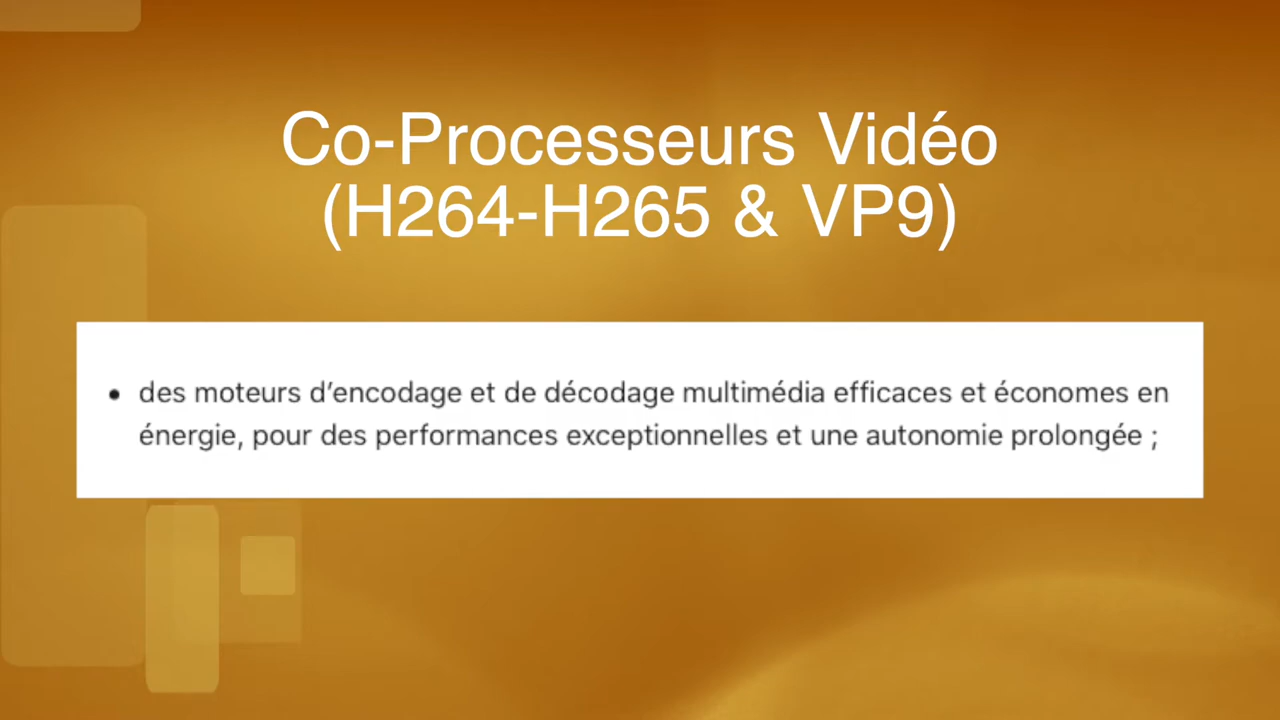 Co-Processeurs Vidéo
(H264-H265 & VP9)
• des moteurs d’encodage et de décodage multimédia efficaces et économes en
énergie, pour des performances exceptionnelles et une autonomie prolongée ;